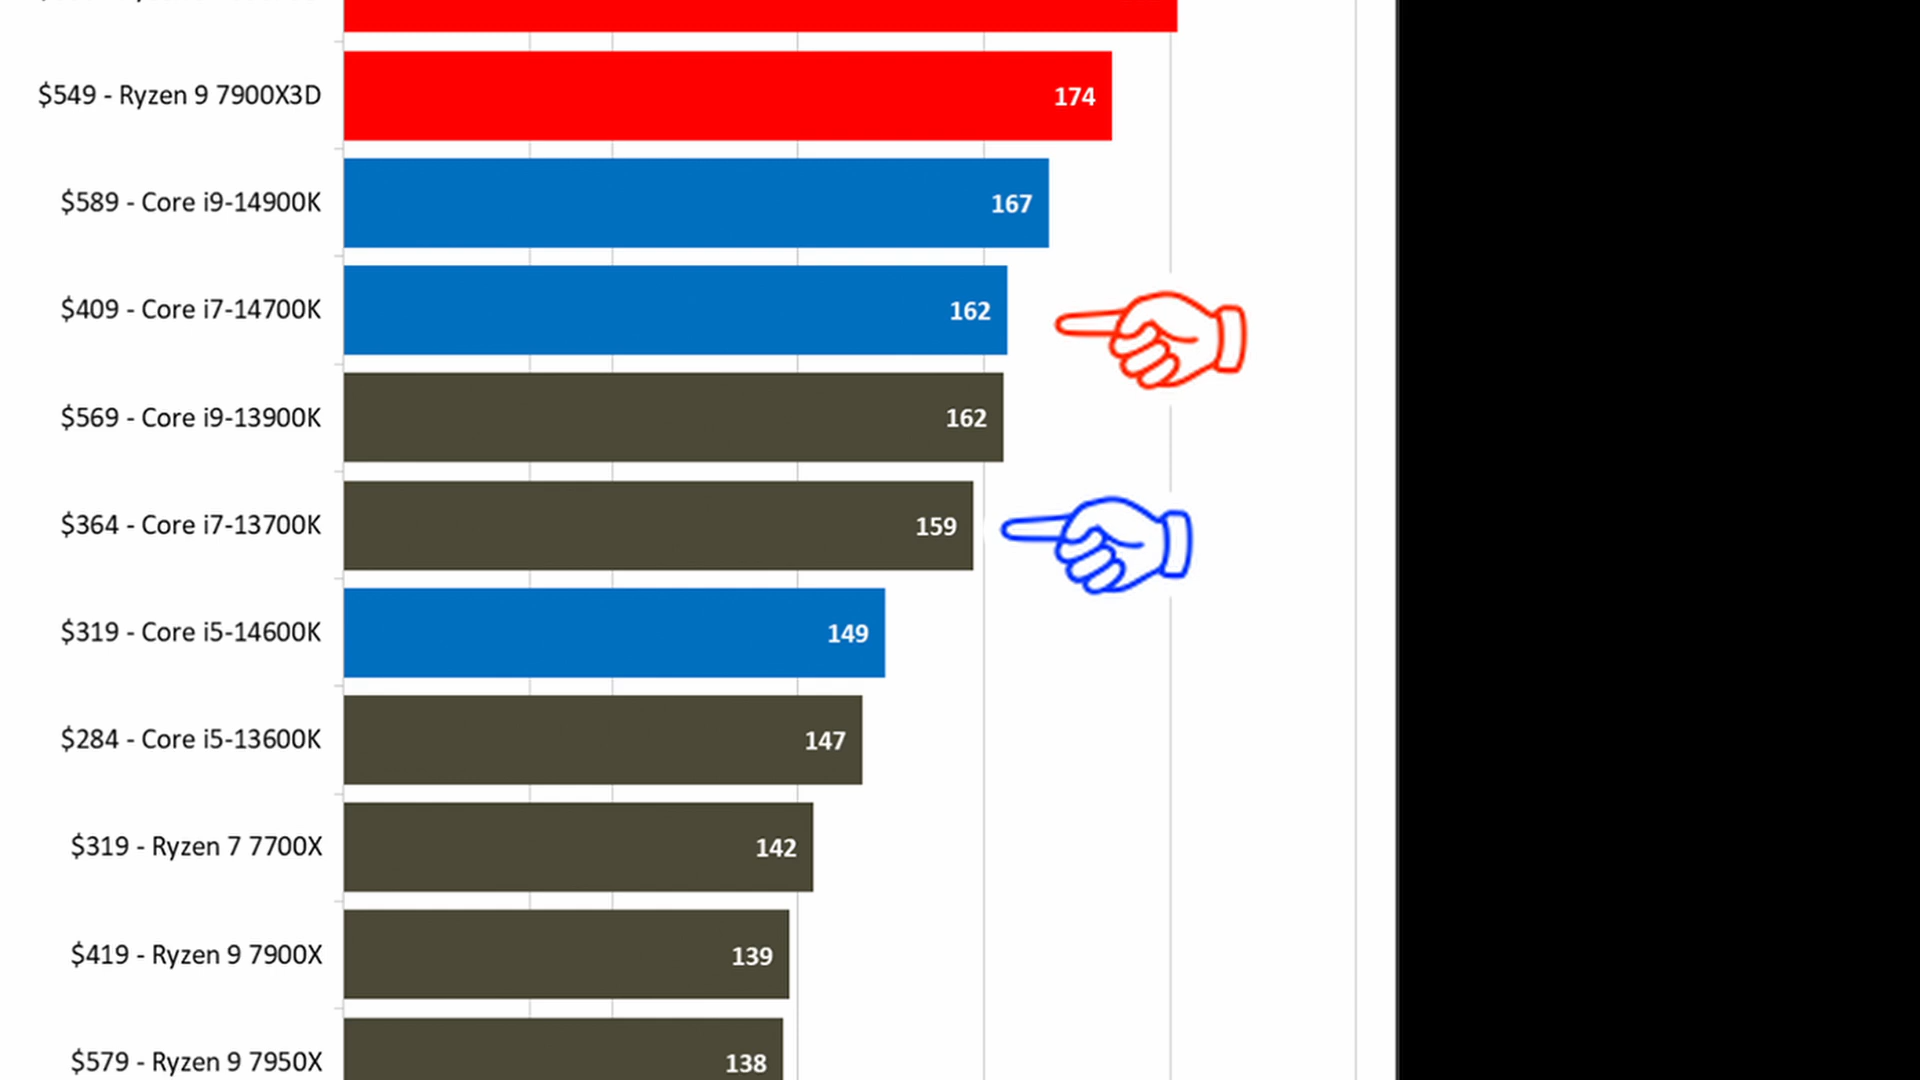 $549 - Ryzen 9 7900X3D 174
$589 - Core i9-14900K 167
$409 - Core i7-14700K 162
$569 - Core i9-13900K 162
$364 - Core i7-13700K 159
$319 - Core i5-14600K 149
$284 - Core i5-13600K 147
$319 - Ryzen 7 7700X 142
$419 - Ryzen 9 7900X 139
$579 - Ryzen 9 7950X 138